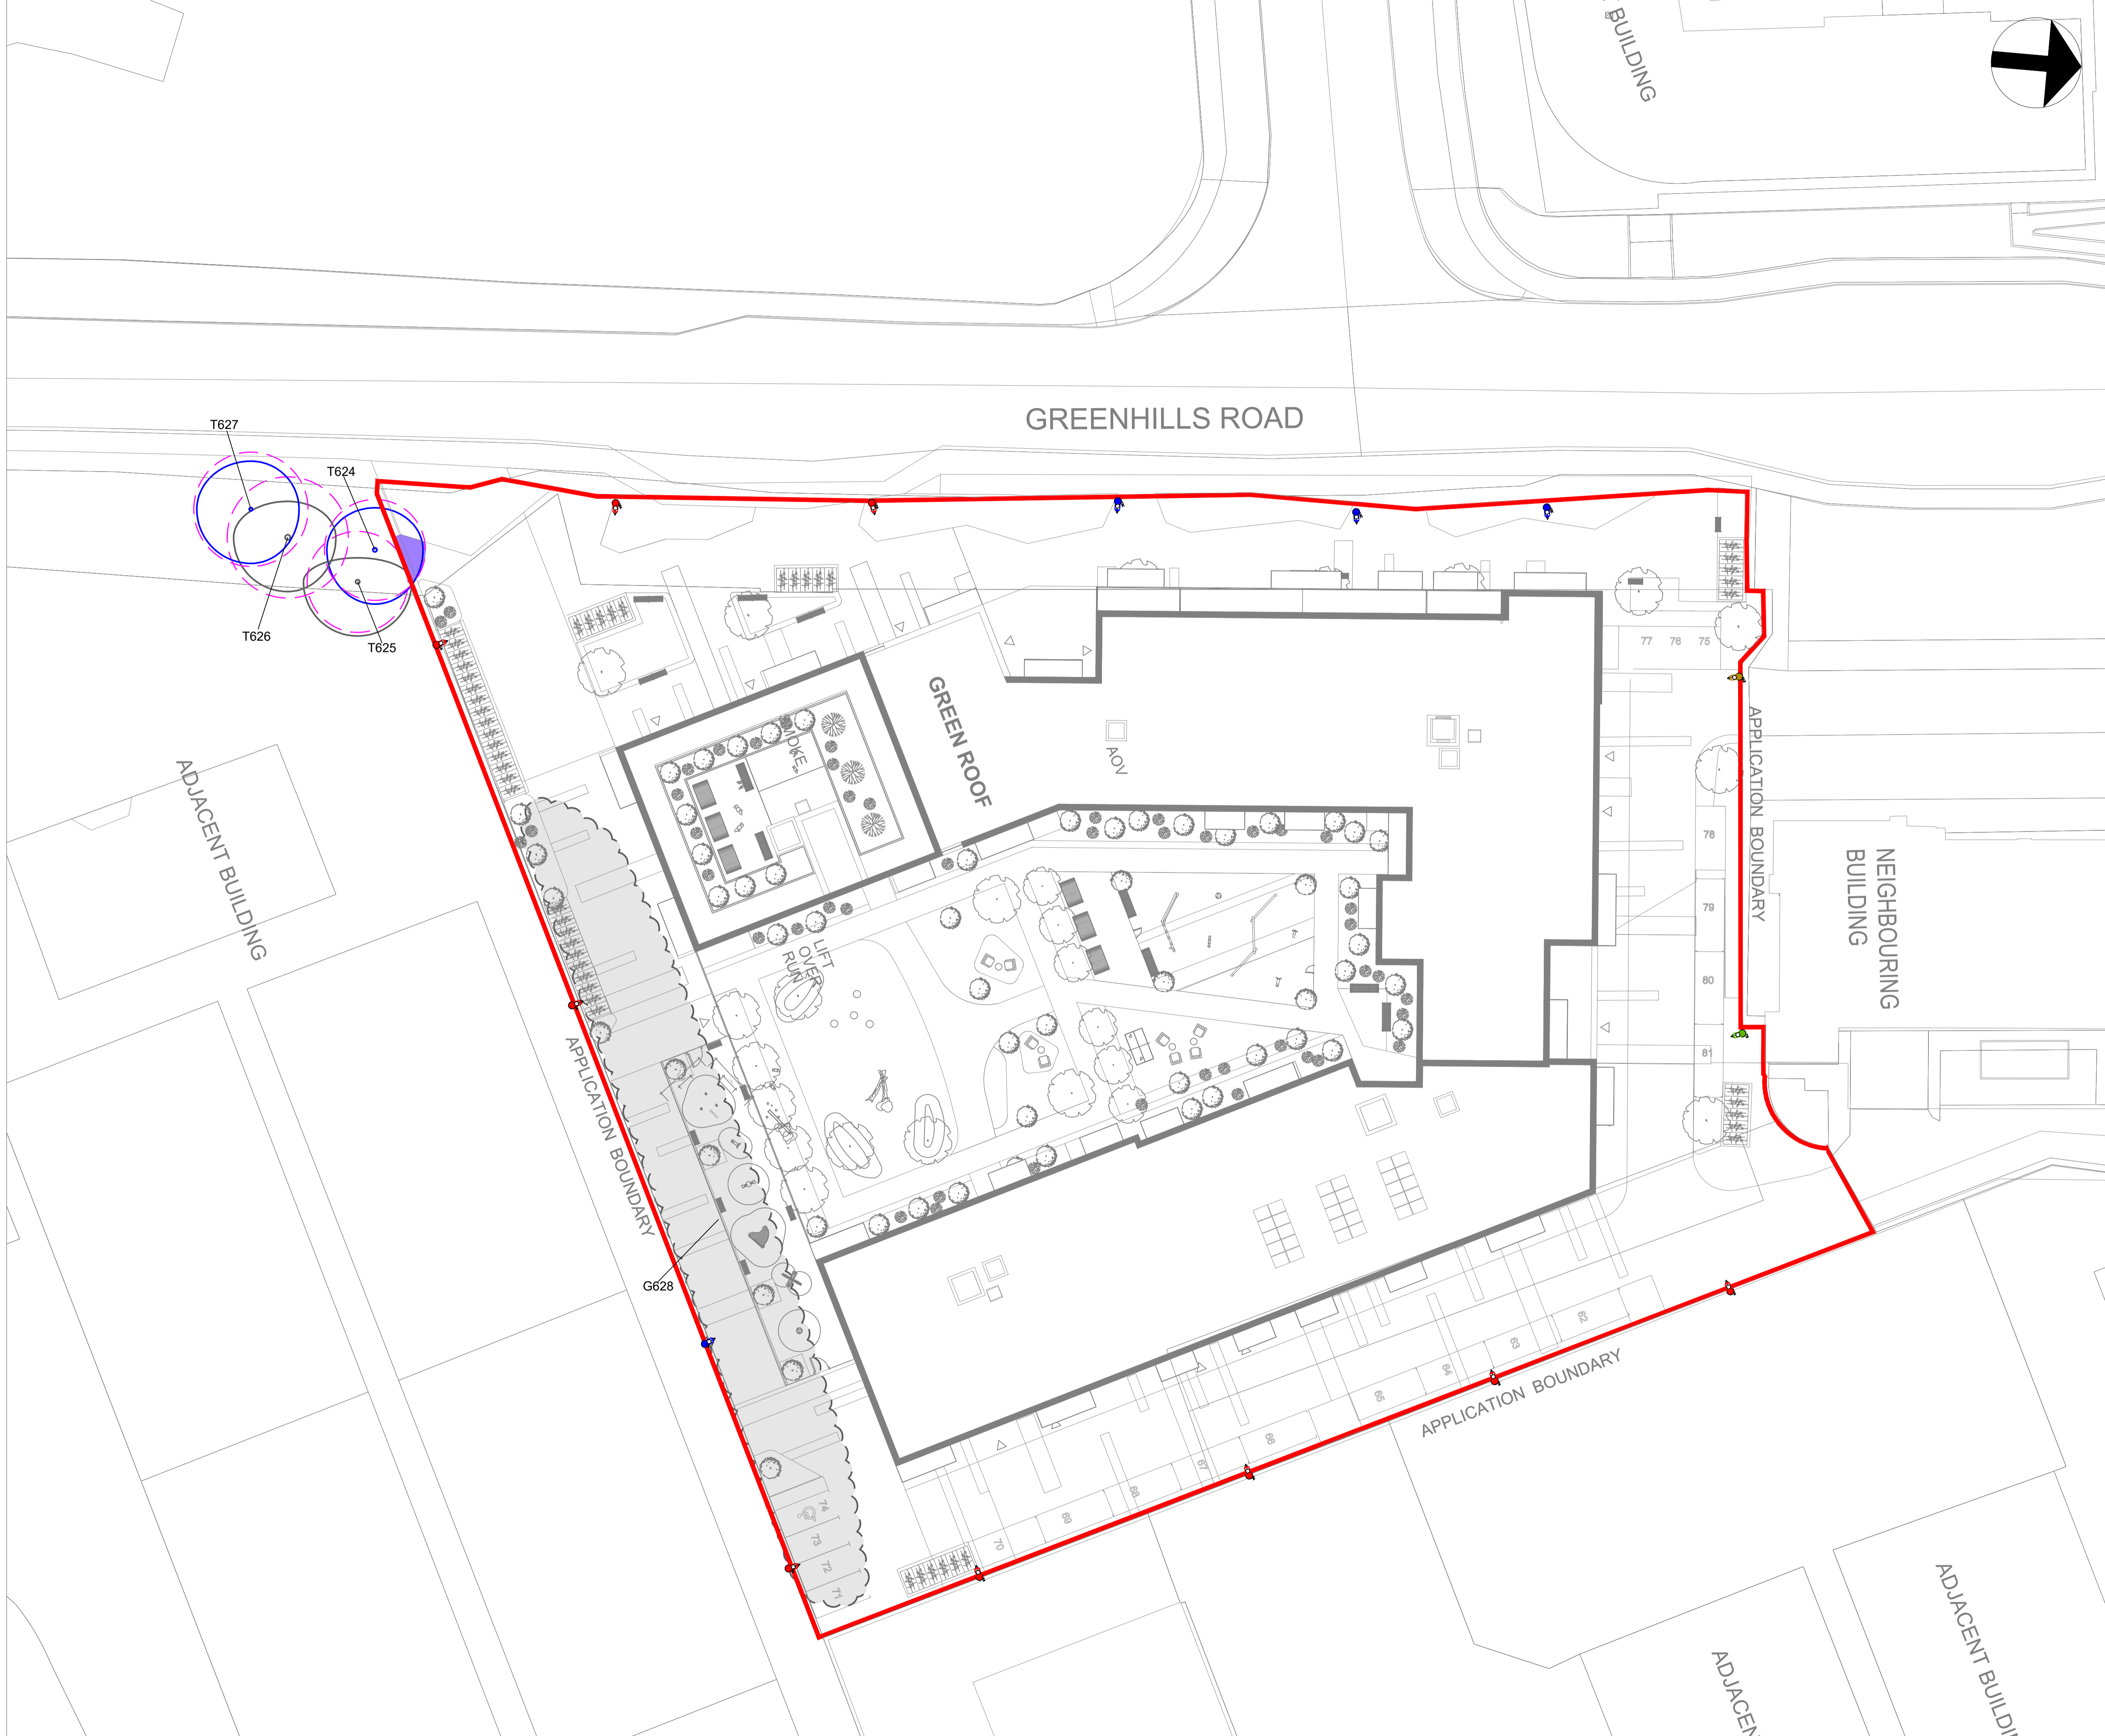 BUILDING
GREENHILLS ROAD
T627
T624
T626
T625
77 76 75
GREEN ROOF
SMOKE
AOV
APPLICATION BOUNDARY
ADJACENT BUILDING
78
79
80
81
NEIGHBOURING
BUILDING
LIFT
OVER
RUN
APPLICATION BOUNDARY
G628
62
63
64
65
66
67
68
69
70
APPLICATION BOUNDARY
74
73
72
71
ADJACENT BUILDIN
ADJACEN